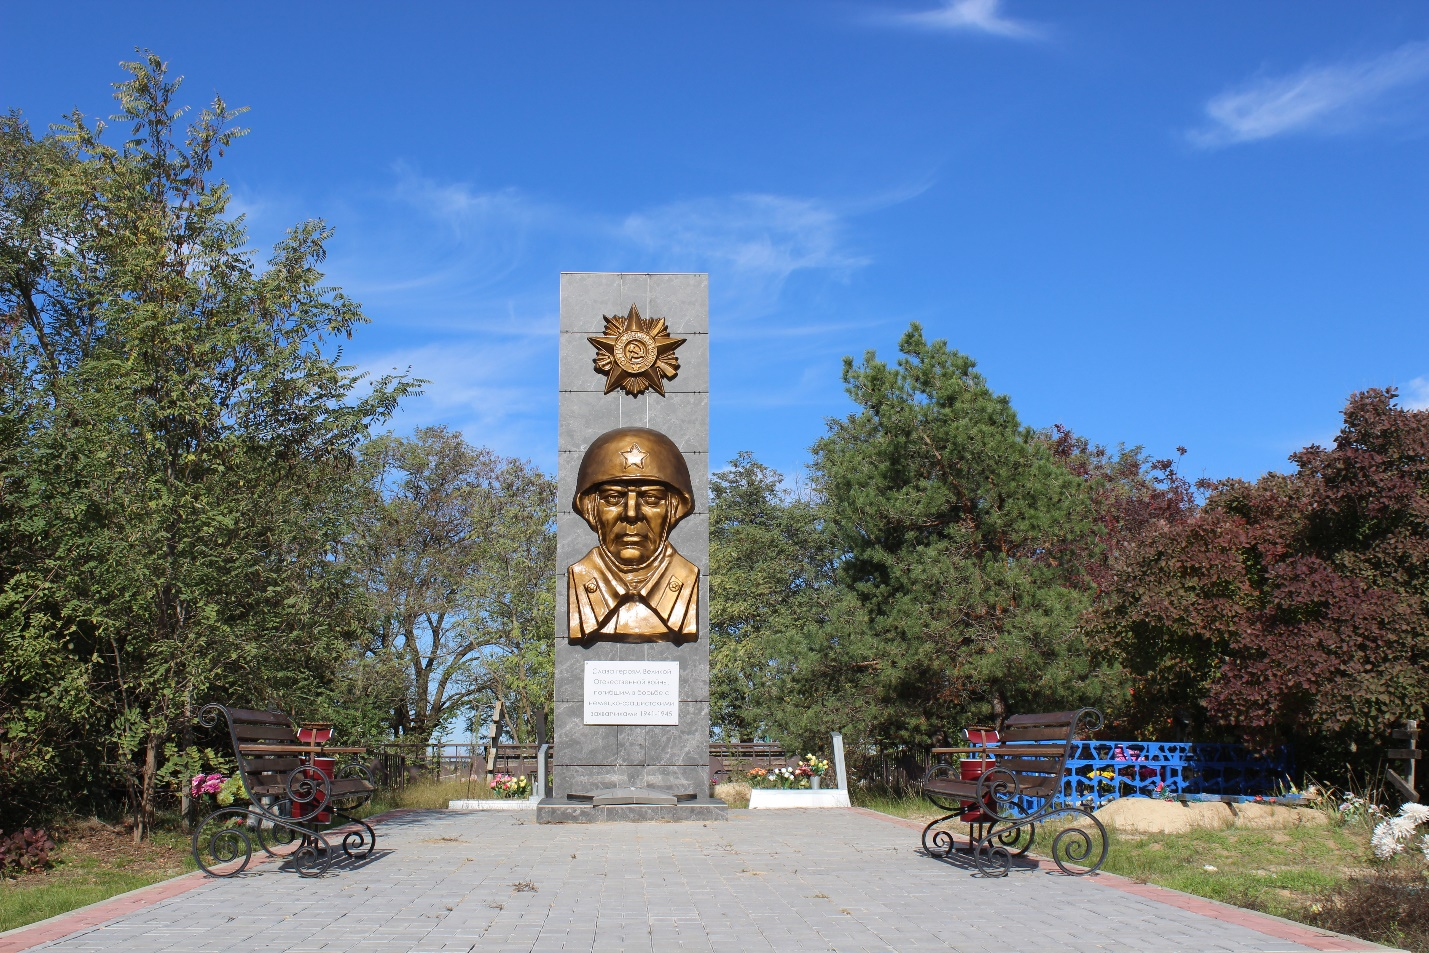 Слава героям Великой
Отечественной войны,
погибшим в борьбе с
немецко-фашистскими
захватчиками 1941-1945